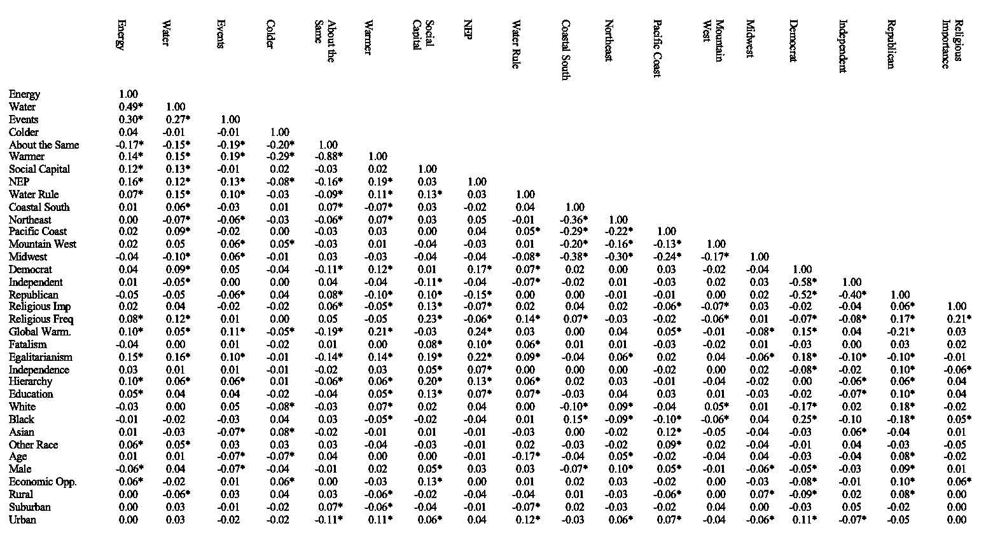 Energy Water Events Colder About the Same Warmer Social Capital NEP Water Rule Coastal South Northeast Pacific Coast Mountain West Midwest Democrat Independent Republican Religious Importance
Energy 1.00
Water 0.49* 1.00
Events 0.30* 0.27* 1.00
Colder 0.04 -0.01 -0.01 1.00
About the Same -0.17* -0.15* -0.19* -0.20* 1.00
Warmer 0.14* 0.15* 0.19* -0.29* -0.88* 1.00
Social Capital 0.12* 0.13* -0.01 0.02 -0.03 0.02 1.00
NEP 0.16* 0.12* 0.13* -0.08* -0.16* 0.19* 0.03 1.00
Water Rule 0.07* 0.15* 0.10* -0.03 -0.09* 0.11* 0.13* 0.03 1.00
Coastal South 0.01 0.06* -0.03 0.01 0.07* -0.07* 0.03 -0.02 0.04 1.00
Northeast 0.00 -0.07* -0.06* -0.03 -0.06* 0.07* 0.03 0.05 -0.01 -0.36* 1.00
Pacific Coast 0.02 0.09* -0.02 0.00 -0.03 0.03 0.00 0.04 0.05* -0.29* -0.22* 1.00
Mountain West 0.02 0.05 0.06* 0.05* -0.03 0.01 -0.04 -0.03 0.01 -0.20* -0.16* -0.13* 1.00
Midwest -0.04 -0.10* 0.06* -0.01 0.03 -0.03 -0.04 -0.04 -0.08* -0.38* -0.30* -0.24* -0.17* 1.00
Democrat 0.04 0.09* 0.05 -0.04 -0.11* 0.12* 0.01 0.17* 0.07* 0.02 0.00 0.03 -0.02 -0.04 1.00
Independent 0.01 -0.05* 0.00 0.00 0.04 -0.04 -0.11* -0.04 -0.07* -0.02 0.01 -0.03 0.02 0.03 -0.58* 1.00
Republican -0.05 -0.05 -0.06* 0.04 0.08* -0.10* 0.10* -0.15* 0.00 0.00 -0.01 -0.01 0.00 0.02 -0.52* -0.40* 1.00
Religious Imp 0.02 0.04 -0.02 -0.02 0.06* -0.05* 0.13* -0.07* 0.02 0.04 0.02 -0.06* -0.07* 0.03 -0.02 -0.04 0.06* 1.00
Religious Freq 0.08* 0.12* 0.01 0.00 0.05 -0.05 0.23* -0.06* 0.14* 0.07* -0.03 -0.02 -0.06* 0.01 -0.07* -0.08* 0.17* 0.21*
Global Warm. 0.10* 0.05* 0.11* -0.05* -0.19* 0.21* -0.03 0.24* 0.03 0.00 0.04 0.05* -0.01 -0.08* 0.15* 0.04 -0.21* 0.03
Fatalism -0.04 0.00 0.01 -0.02 0.01 0.00 0.08* 0.10* 0.06* 0.01 0.01 -0.03 -0.02 0.01 -0.03 0.00 0.03 0.02
Egalitarianism 0.15* 0.16* 0.10* -0.01 -0.14* 0.14* 0.19* 0.22* 0.09* -0.04 0.06* 0.02 0.04 -0.06* 0.18* -0.10* -0.10* -0.01
Independence 0.03 0.01 0.01 -0.01 -0.02 0.03 0.05* 0.07* 0.00 0.00 0.00 -0.02 0.00 0.02 -0.08* -0.02 0.10* -0.06*
Hierarchy 0.10* 0.06* 0.06* 0.01 -0.06* 0.06* 0.20* 0.13* 0.06* 0.02 0.03 -0.01 -0.04 -0.02 0.00 -0.06* 0.06* 0.04
Education 0.05* 0.04 0.04 -0.02 -0.04 0.05* 0.13* 0.07* 0.07* -0.03 0.04 0.03 0.01 -0.03 -0.02 -0.07* 0.10* 0.04
White -0.03 0.00 0.05 -0.08* -0.03 0.07* 0.02 0.04 0.00 -0.10* 0.09* -0.04 0.05* 0.01 -0.17* 0.02 0.18* -0.02
Black -0.01 -0.02 -0.03 0.04 0.03 -0.05* -0.02 -0.04 0.01 0.15* -0.09* -0.10* -0.06* 0.04 0.25* -0.10 -0.18* 0.05*
Asian 0.01 -0.03 -0.07* 0.08* -0.02 -0.01 0.01 -0.01 -0.03 0.00 -0.02 0.12* -0.05 -0.04 -0.03 0.06* -0.04 0.01
Other Race 0.06* 0.05* 0.03 0.03 0.03 -0.04 -0.03 -0.01 0.02 -0.03 -0.02 0.09* 0.02 -0.04 -0.01 0.04 -0.03 -0.05
Age 0.01 0.01 -0.07* -0.07* 0.04 0.00 0.00 -0.01 -0.17* -0.04 0.05* -0.02 -0.04 0.04 -0.03 -0.04 0.08* -0.02
Male -0.06* 0.04 -0.07* -0.04 -0.01 0.02 0.05* 0.03 0.03 -0.07* 0.10* 0.05* -0.01 -0.06* -0.05* -0.03 0.09* 0.01
Economic Opp. 0.06* -0.02 0.01 0.06* 0.00 -0.03 0.13* 0.00 0.01 0.02 0.03 -0.02 0.00 -0.03 -0.08* -0.01 0.10* 0.06*
Rural 0.00 -0.06* 0.03 0.04 0.03 -0.06* -0.02 -0.04 -0.04 0.01 -0.03 -0.06* 0.00 0.07* -0.09* 0.02 0.08* 0.00
Suburban 0.00 0.03 -0.01 -0.02 0.07* -0.06* -0.04 -0.01 -0.07* 0.02 -0.03 -0.02 0.04 0.00 -0.03 0.05 -0.02 0.00
Urban 0.00 0.03 -0.02 -0.02 -0.11* 0.11* 0.06* 0.04 0.12* -0.03 0.06* 0.07* -0.04 -0.06* 0.11* -0.07* -0.05 0.00